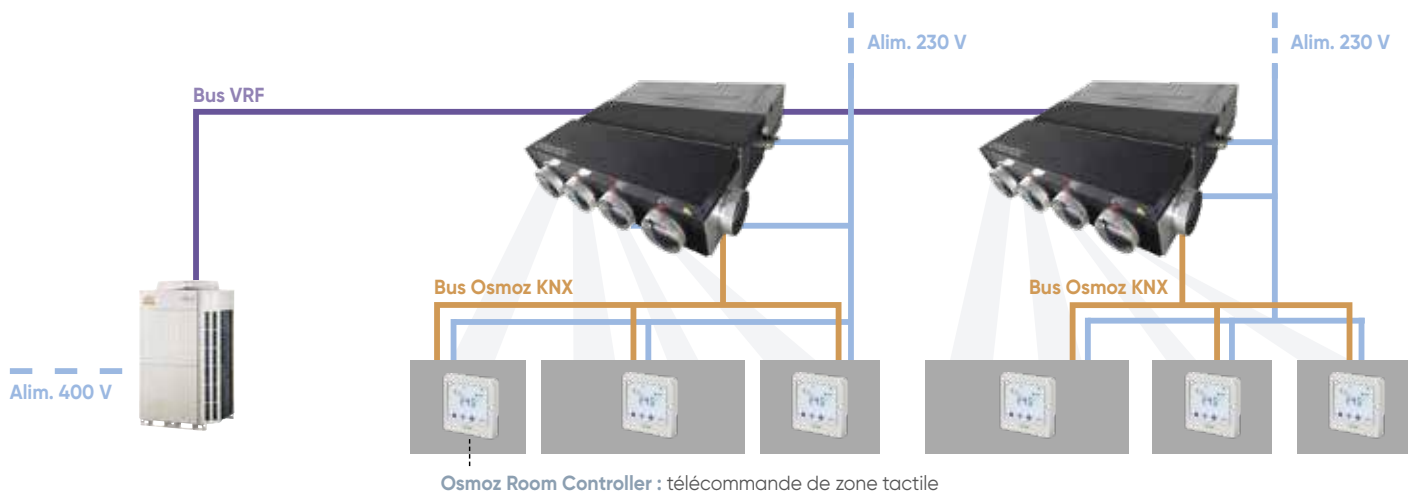 Alim. 230 V
Alim. 230 V
Bus VRF
Bus Osmoz KNX
Bus Osmoz KNX
Alim. 400 V
Osmoz Room Controller : télécommande de zone tactile